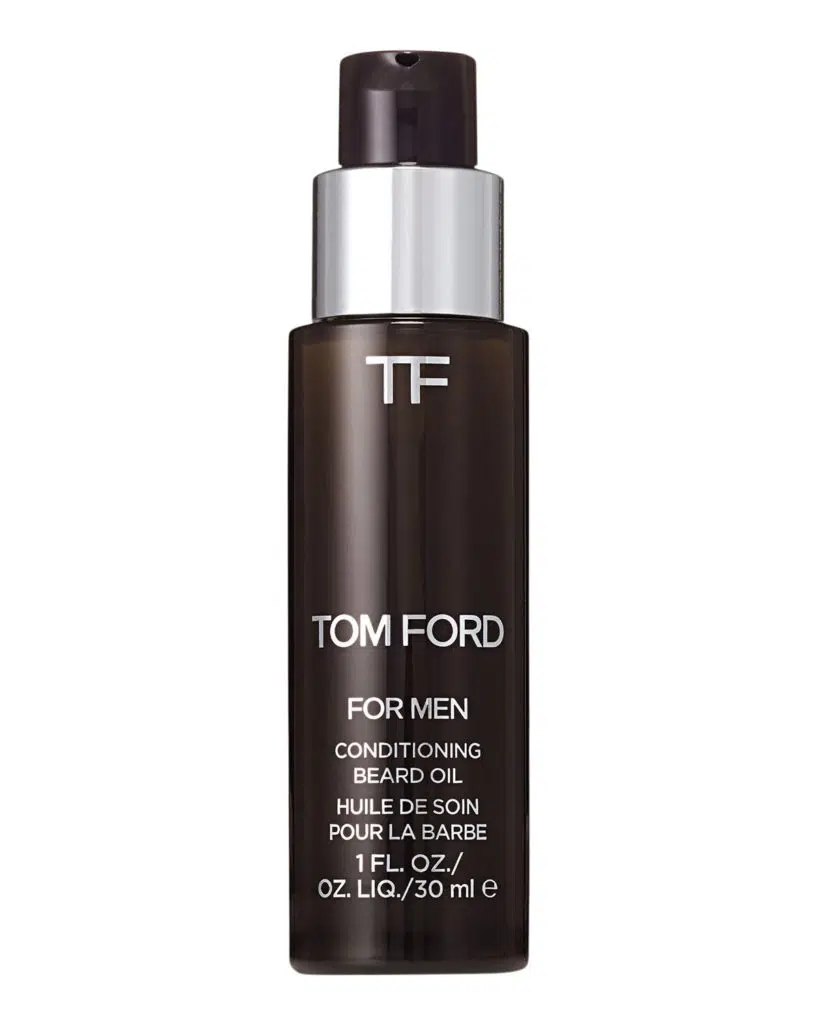 TF
TOM FORD
FOR MEN
CONDITIONING
BEARD OIL
HUILE DE SOIN
POUR LA BARBE
1 FL. OZ./
OZ. LIQ./30 ml ℮